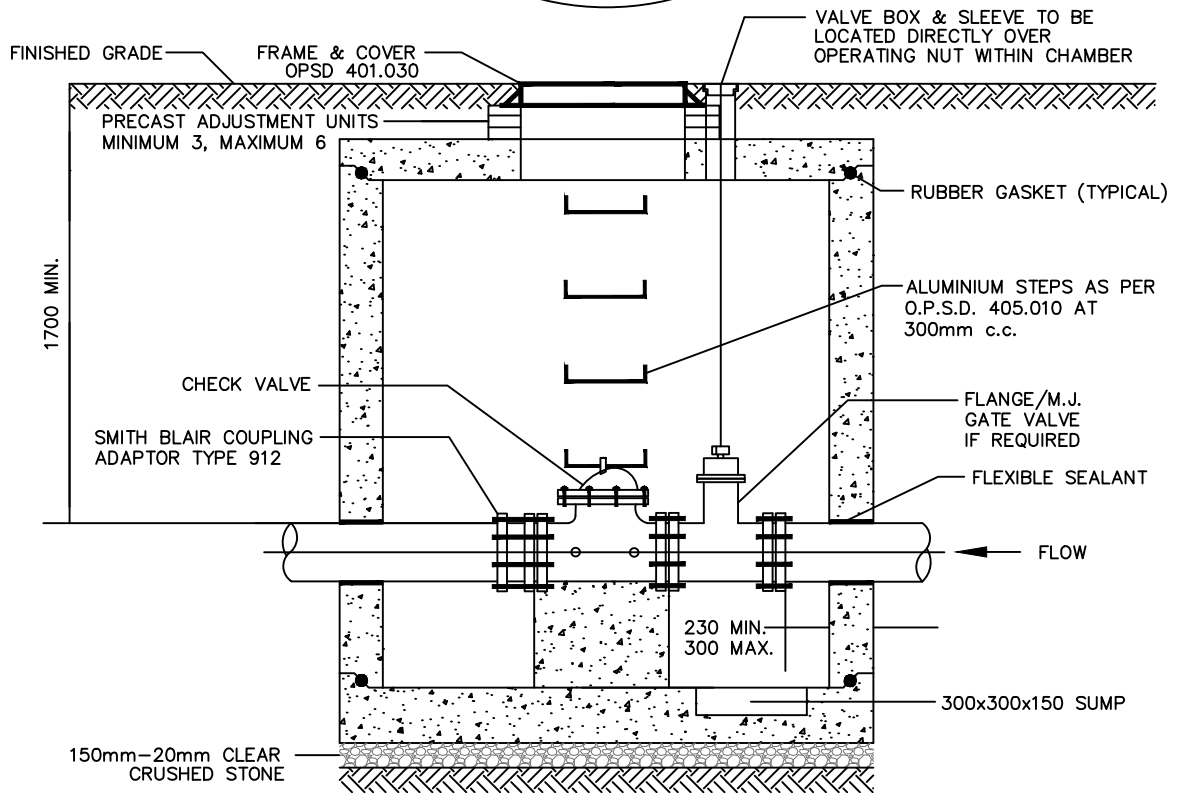 VALVE BOX & SLEEVE TO BE
LOCATED DIRECTLY OVER
OPERATING NUT WITHIN CHAMBER
FINISHED GRADE
FRAME & COVER
OPSD 401.030
PRECAST ADJUSTMENT UNITS
MINIMUM 3, MAXIMUM 6
RUBBER GASKET (TYPICAL)
1700 MIN.
ALUMINIUM STEPS AS PER
O.P.S.D. 405.010 AT
300mm c.c.
CHECK VALVE
FLANGE/M.J.
GATE VALVE
IF REQUIRED
SMITH BLAIR COUPLING
ADAPTOR TYPE 912
FLEXIBLE SEALANT
FLOW
230 MIN.
300 MAX.
300x300x150 SUMP
150mm-20mm CLEAR
CRUSHED STONE